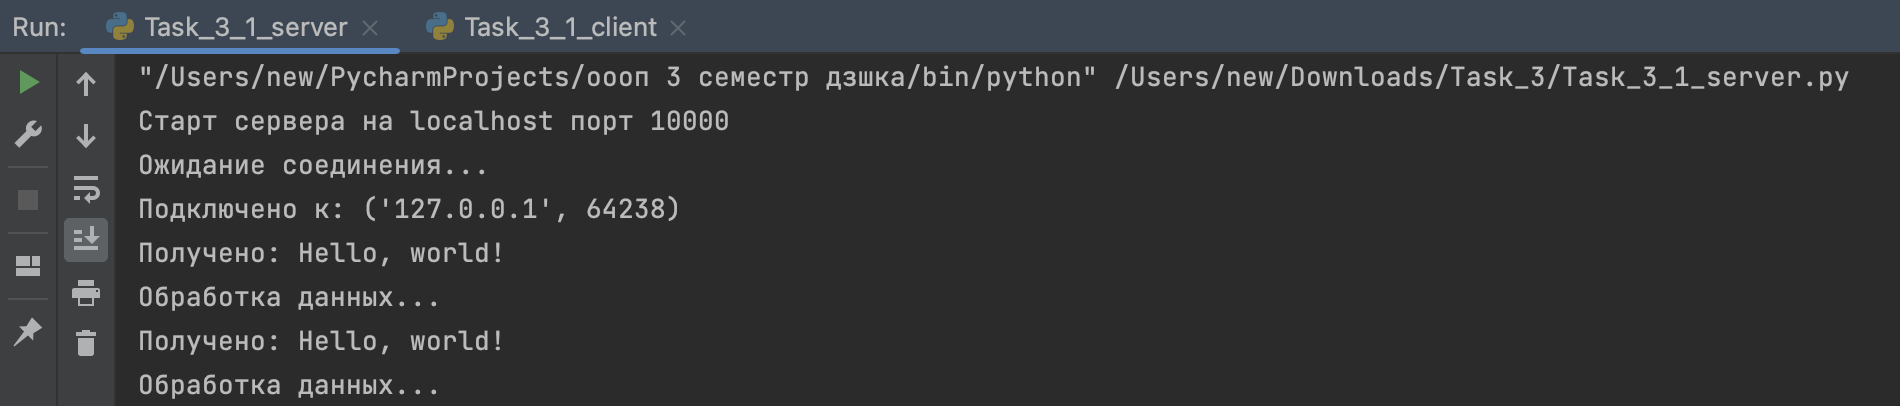 Run: Task_3_1_server Task_3_1_client
"/Users/new/PycharmProjects/оооп 3 семестр дзшка/bin/python" /Users/new/Downloads/Task_3/Task_3_1_server.py
Старт сервера на localhost порт 10000
Ожидание соединения...
Подключено к: ('127.0.0.1', 64238)
Получено: Hello, world!
Обработка данных...
Получено: Hello, world!
Обработка данных...